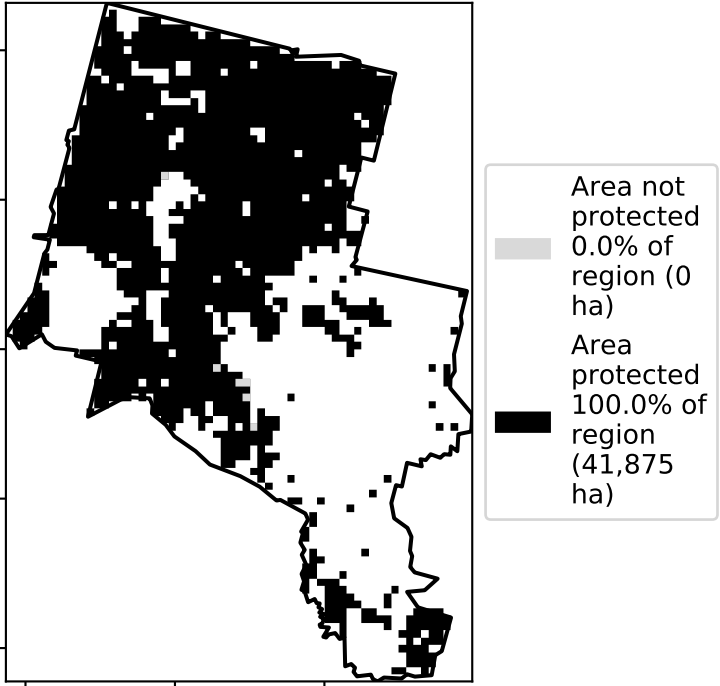 Area not
protected
0.0% of
region (0
ha)
Area
protected
100.0% of
region
(41,875
ha)